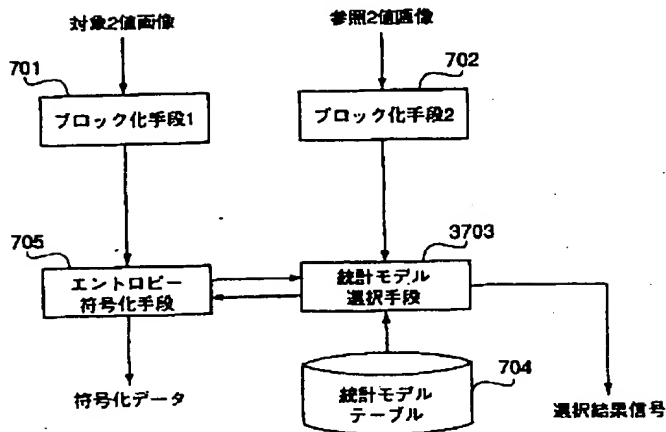 対象2値画像
参照2値画像
701
702
ブロック化手段1
ブロック化手段2
705
3703
エントロピー
符号化手段
統計モデル
選択手段
704
符号化データ
統計モデル
テーブル
選択結果信号